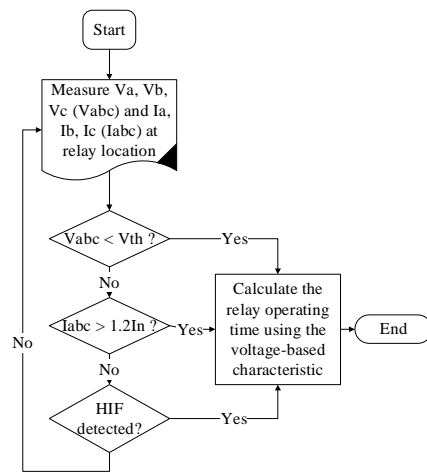 Start
Measure Va, Vb,
Vc (Vabc) and Ia,
Ib, Ic (Iabc) at
relay location
Vabc < Vth ?
Yes
No
Iabc > 1.2In ?
Yes
Calculate the
relay operating
time using the
voltage-based
characteristic
End
No
No
HIF
detected?
Yes